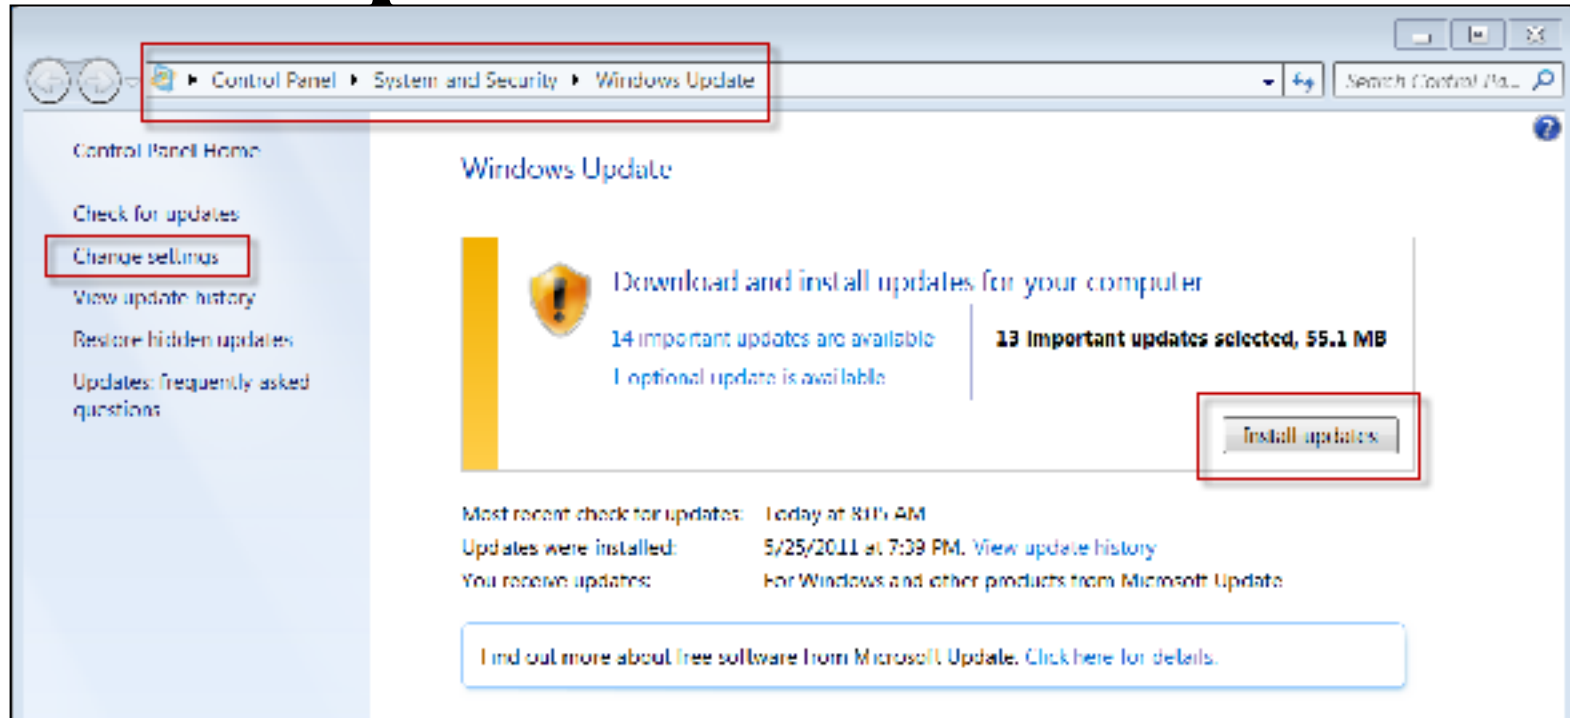 Control Panel ▸ System and Security ▸ Windows Update
Search Control Pa...
Control Panel Home
Check for updates
Change settings
View update history
Restore hidden updates
Updates: frequently asked
questions
Windows Update
Download and install updates for your computer
14 important updates are available
1 optional update is available
13 important updates selected, 55.1 MB
Install updates
Most recent check for updates: Today at 8:05 AM
Updates were installed: 5/25/2011 at 7:39 PM. View update history
You receive updates: For Windows and other products from Microsoft Update
Find out more about free software from Microsoft Update. Click here for details.